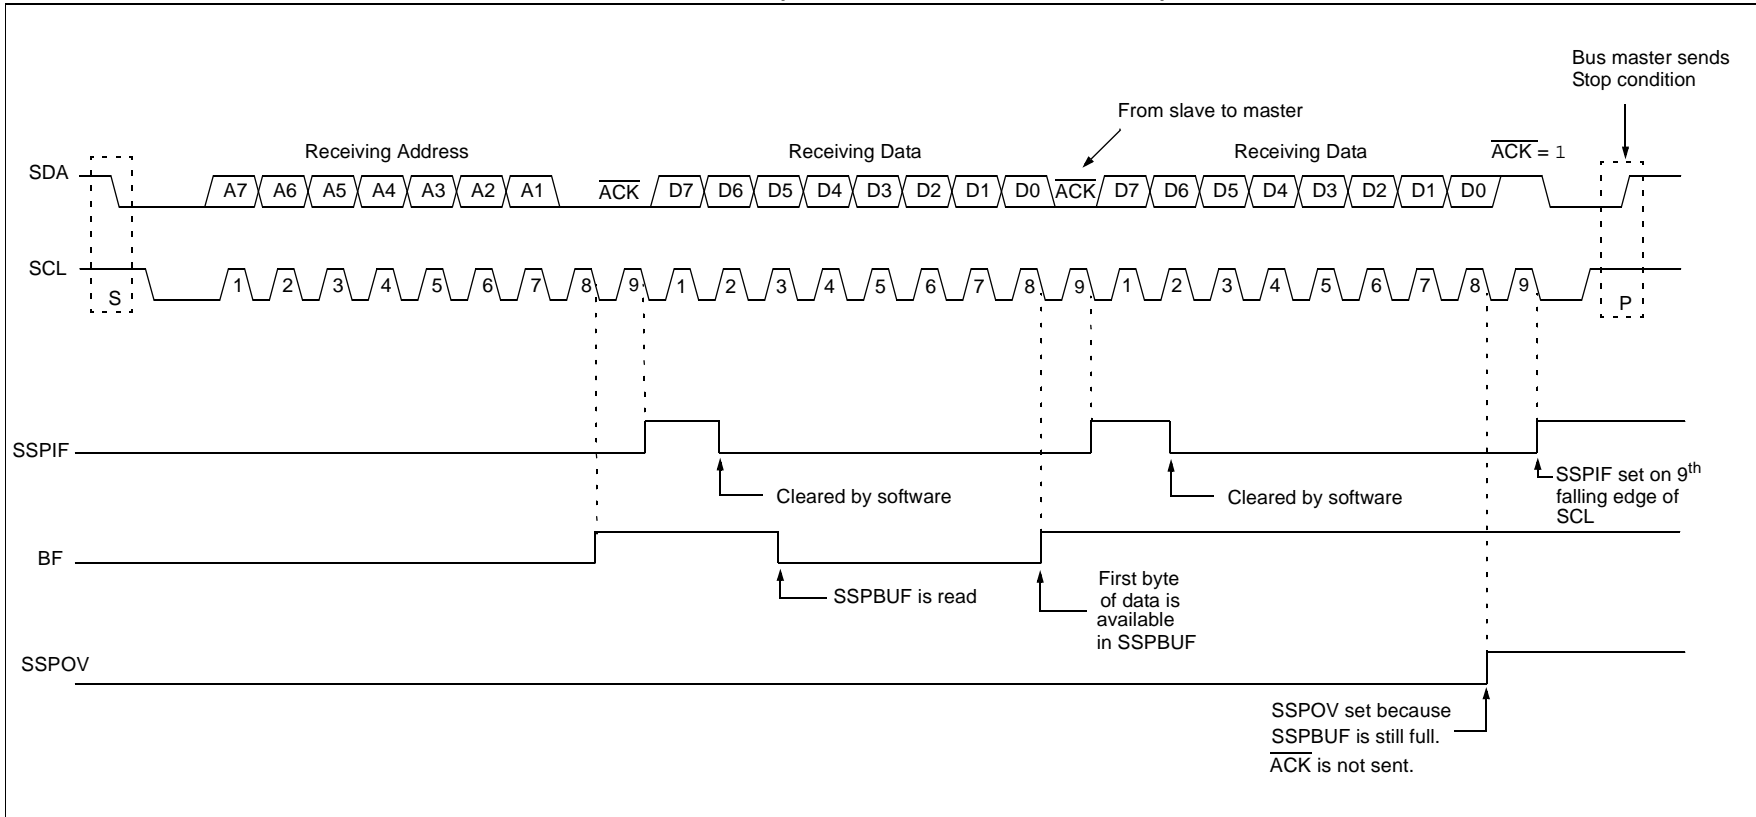 Bus master sends
Stop condition
From slave to master
Receiving Address
Receiving Data
Receiving Data
ACK = 1
SDA
A7 A6 A5 A4 A3 A2 A1 ACK D7 D6 D5 D4 D3 D2 D1 D0 ACK D7 D6 D5 D4 D3 D2 D1 D0
SCL
S
1 2 3 4 5 6 7 8 9 1 2 3 4 5 6 7 8 9 1 2 3 4 5 6 7 8 9
P
SSPIF
Cleared by software
Cleared by software
SSPIF set on 9th
falling edge of
SCL
BF
SSPBUF is read
First byte
of data is
available
in SSPBUF
SSPOV
SSPOV set because
SSPBUF is still full.
ACK is not sent.